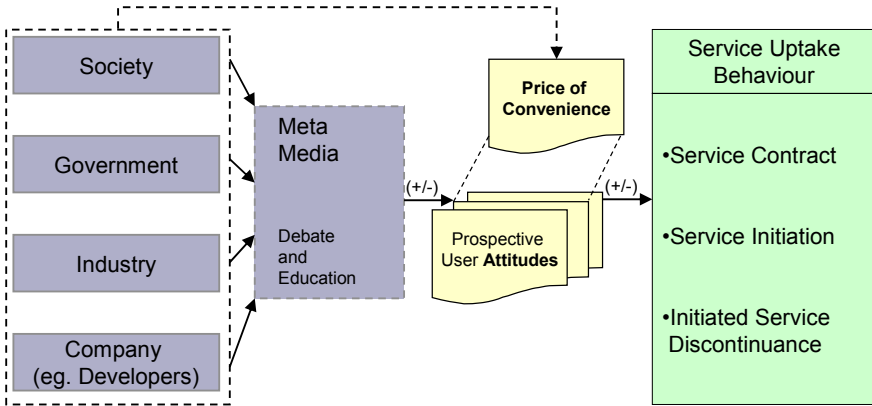 Society
Government
Industry
Company
(eg. Developers)
Meta
Media
Debate
and
Education
(+/-)
Price of
Convenience
Prospective
User Attitudes
(+/-)
Service Uptake
Behaviour
•Service Contract
•Service Initiation
•Initiated Service
Discontinuance